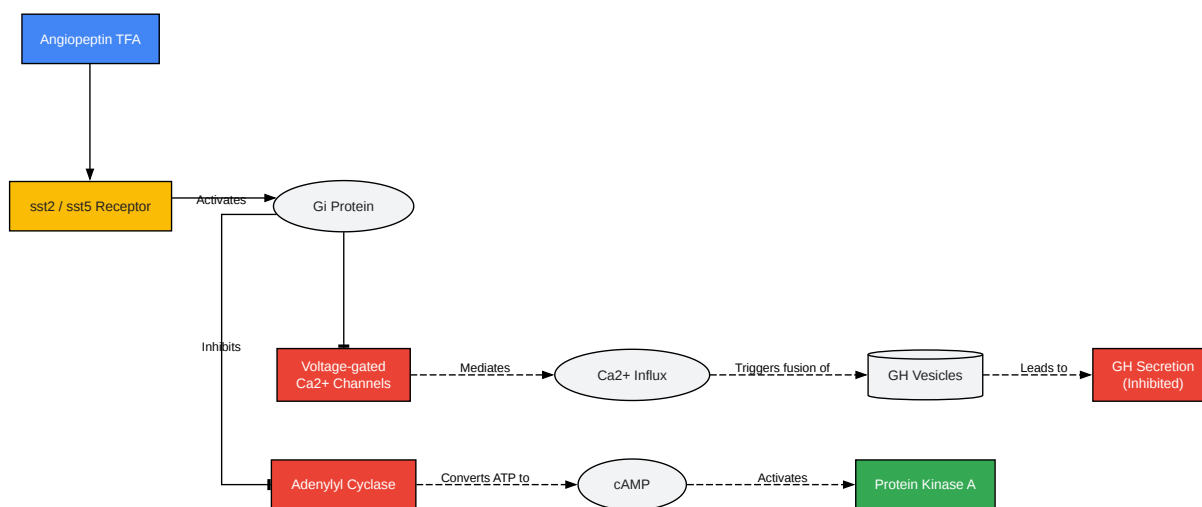 Angiopeptin TFA
sst2 / sst5 Receptor
Activates
Gi Protein
Inhibits
Voltage-gated
Ca2+ Channels
Mediates
Ca2+ Influx
Triggers fusion of
GH Vesicles
Leads to
GH Secretion
(Inhibited)
Adenylyl Cyclase
Converts ATP to
cAMP
Activates
Protein Kinase A